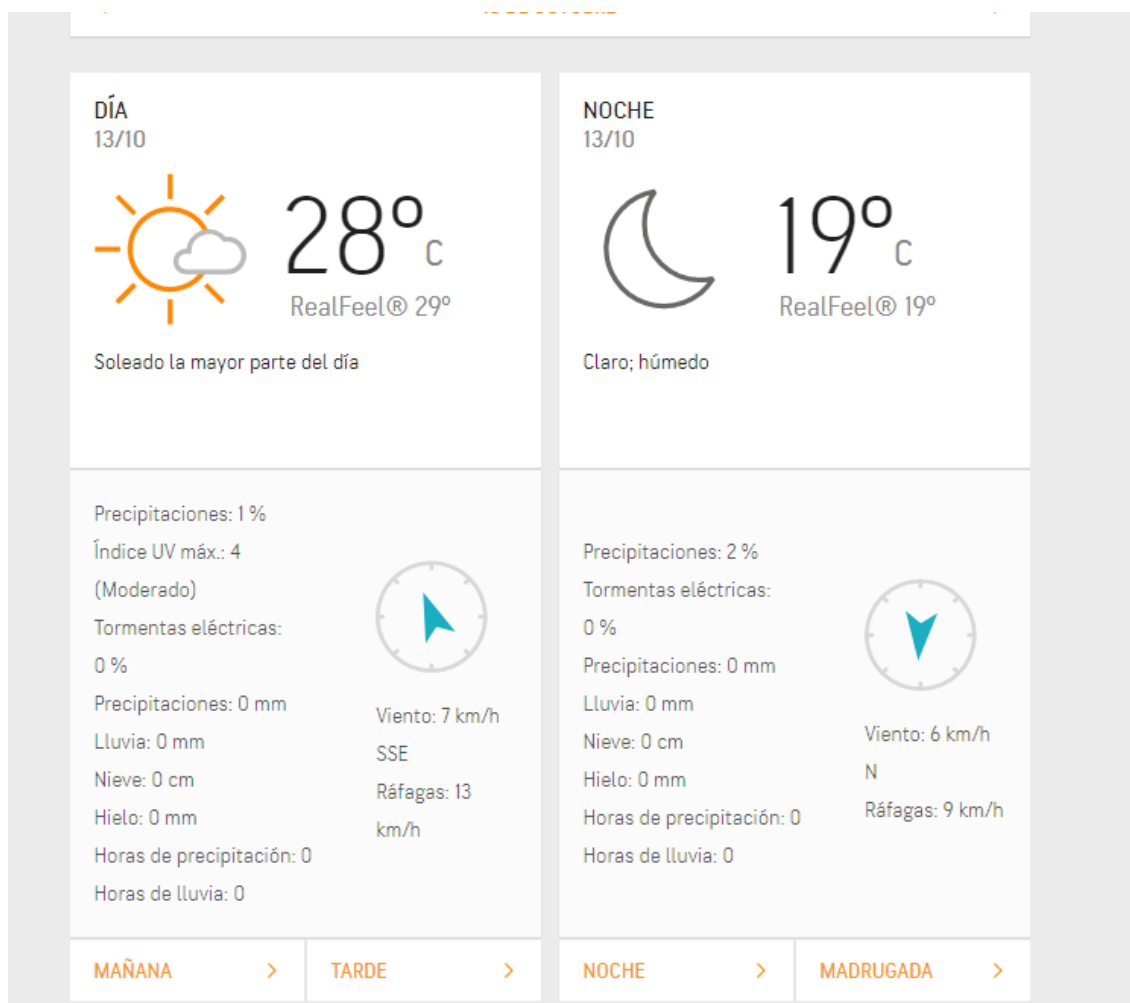 DÍA
13/10
28°C
RealFeel® 29°
Soleado la mayor parte del día
Precipitaciones: 1 %
Índice UV máx.: 4
(Moderado)
Tormentas eléctricas:
0 %
Precipitaciones: 0 mm
Lluvia: 0 mm
Nieve: 0 cm
Hielo: 0 mm
Horas de precipitación: 0
Horas de lluvia: 0
Viento: 7 km/h
SSE
Ráfagas: 13
km/h
MAÑANA
TARDE
NOCHE
13/10
19°C
RealFeel® 19°
Claro; húmedo
Precipitaciones: 2 %
Tormentas eléctricas:
0 %
Precipitaciones: 0 mm
Lluvia: 0 mm
Nieve: 0 cm
Hielo: 0 mm
Horas de precipitación: 0
Horas de lluvia: 0
Viento: 6 km/h
N
Ráfagas: 9 km/h
NOCHE
MADRUGADA